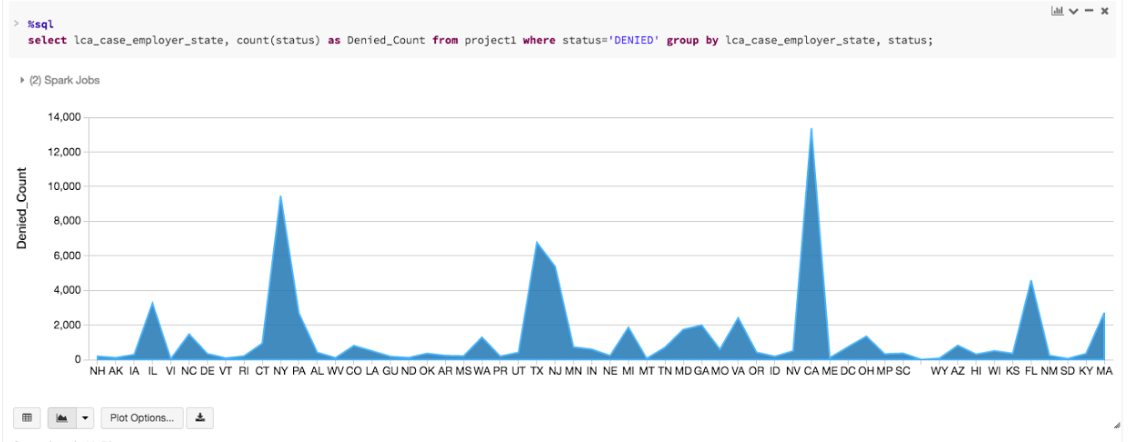 %sql
select lca_case_employer_state, count(status) as Denied_Count from project1 where status='DENIED' group by lca_case_employer_state, status;
(2) Spark Jobs
14,000
12,000
10,000
8,000
6,000
4,000
2,000
0
Denied_Count
NH AK IA IL VI NC DE VT RI CT NY PA AL WV CO LA GU ND OK AR MS WA PR UT TX NJ MN IN NE MI MT TN MD GA MO VA OR ID NV CA ME DC OH MP SC WY AZ HI WI KS FL NM SD KY MA
Plot Options...